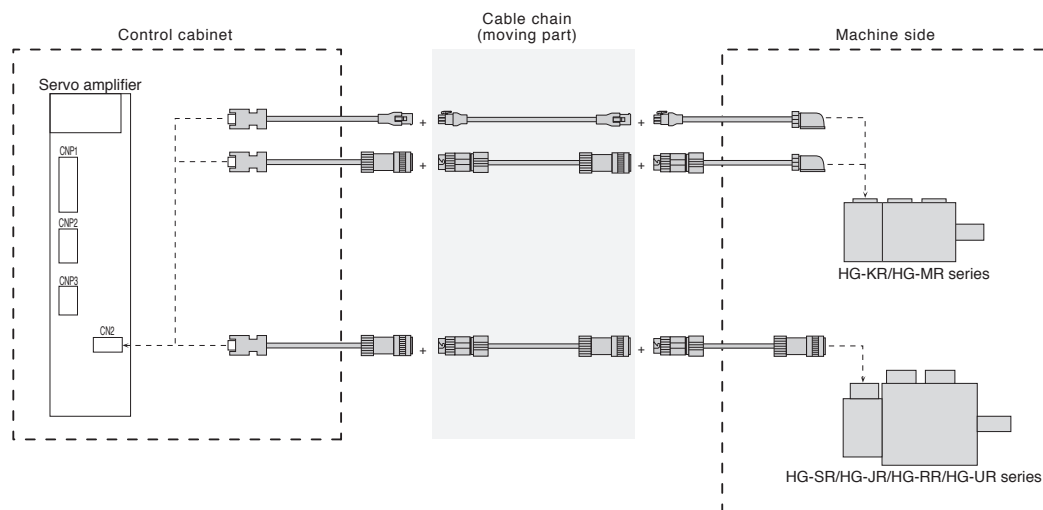 Control cabinet
Cable chain
(moving part)
Machine side
Servo amplifier
CNP1
CNP2
CNP3
CN2
+
+
+
+
+
+
HG-KR/HG-MR series
HG-SR/HG-JR/HG-RR/HG-UR series